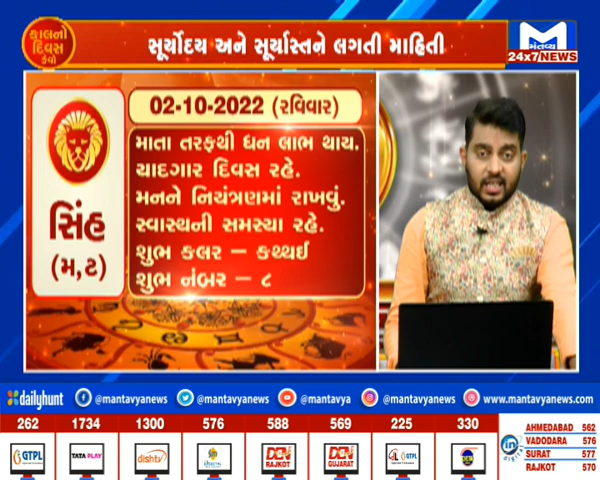 કાલનો
દિવસ
કેવો
સૂર્યોદય અને સૂર્યાસ્તને લગતી માહિતી
મંતવ્ય
24x7NEWS
02-10-2022 (રવિવાર)
માતા તરફથી ધન લાભ થાય.
યાદગાર દિવસ રહે.
મનને નિયંત્રણમાં રાખવું.
સ્વાસ્થની સમસ્યા રહે.
શુભ કલર – કથ્થઈ
શુભ નંબર – ૮
સિંહ
(મ,ટ)
dailyhunt @mantavyanews @mantavyanews @mantavya @mantavyanews www.mantavyanews.com
262 1734 1300 576 588 569 225 330
GTPL TATA PLAY dishtv DEN RAJKOT DEN GUJARAT
in digital
AHMEDABAD 562
VADODARA 576
SURAT 577
RAJKOT 570